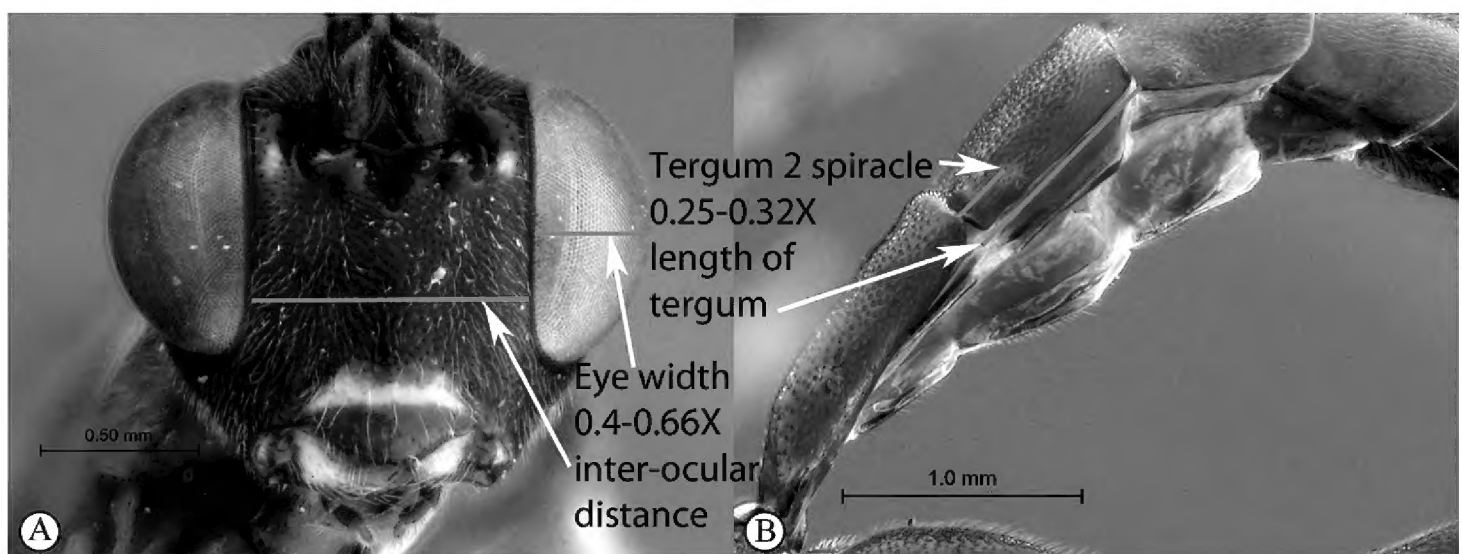 Tergum 2 spiracle
0.25-0.32X
length of
tergum
Eye width
0.4-0.66X
inter-ocular
distance
0.50 mm
A
1.0 mm
B